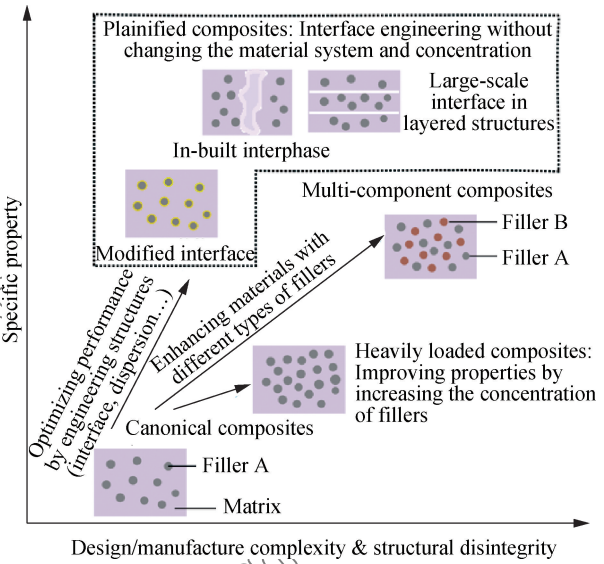 Plainified composites: Interface engineering without
changing the material system and concentration
Large-scale
interface in
layered structures
In-built interphase
Modified interface
Multi-component composites
Filler B
Filler A
Specific property
Optimizing performance
by engineering structures
(interface, dispersion…)
Enhancing materials with
different types of fillers
Heavily loaded composites:
Improving properties by
increasing the concentration
of fillers
Canonical composites
Filler A
Matrix
Design/manufacture complexity & structural disintegrity